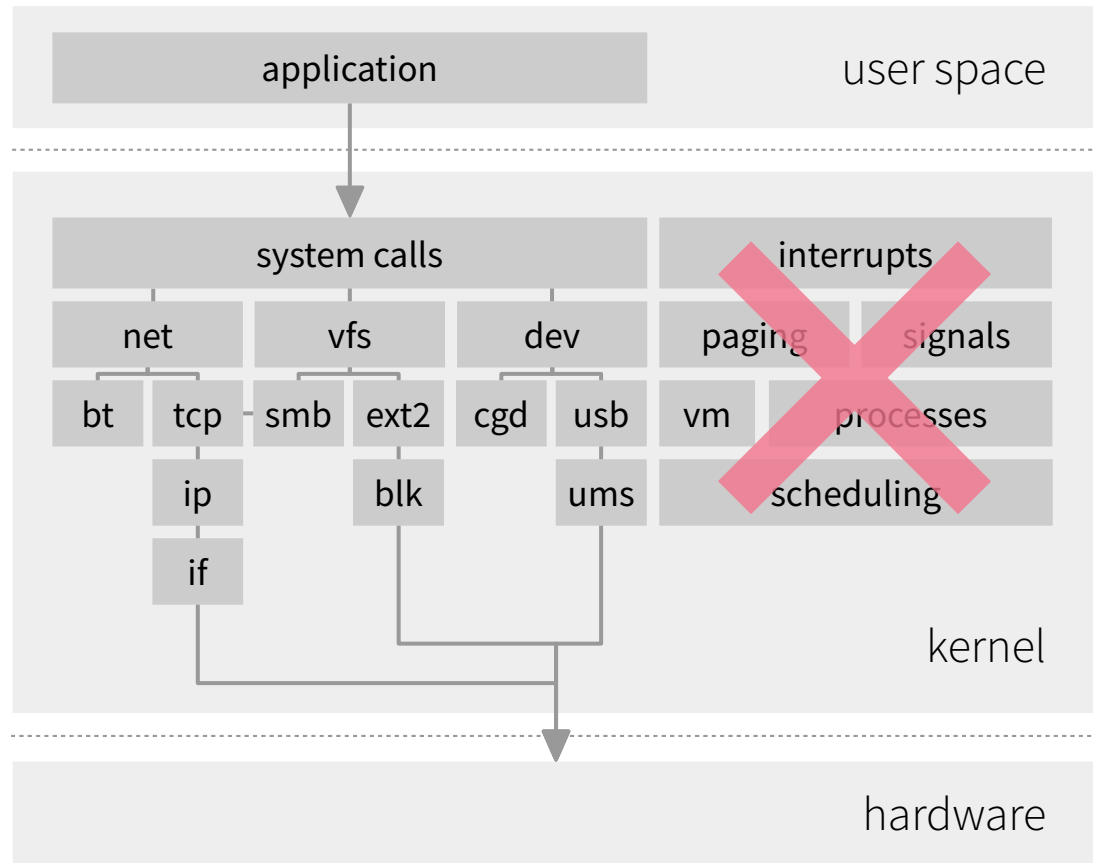 application
user space
system calls
interrupts
net
vfs
dev
paging
signals
bt
tcp
smb
ext2
cgd
usb
vm
processes
ip
blk
ums
scheduling
if
kernel
hardware